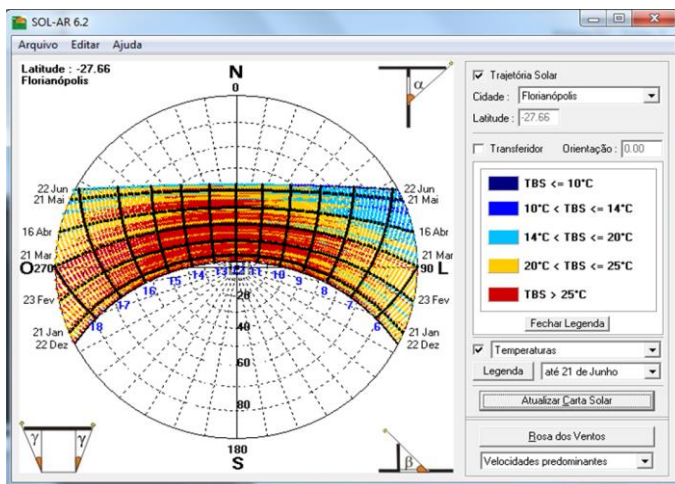 SOL-AR 6.2
Arquivo Editar Ajuda
Latitude : -27.66
Florianópolis
N
0
α
22 Jun
21 Mai
16 Abr
21 Mar
O 270
23 Fev
21 Jan
22 Dez
22 Jun
21 Mai
16 Abr
21 Mar
90 L
23 Fev
21 Jan
22 Dez
18 17 16 15 14 13 12 11 10 9 8 7 6
20
40
60
80
180
S
γ γ
β
Trajetória Solar
Cidade : Florianópolis
Latitude : -27.66
Transferidor Orientação : 0.00
TBS <= 10°C
10°C < TBS <= 14°C
14°C < TBS <= 20°C
20°C < TBS <= 25°C
TBS > 25°C
Fechar Legenda
Temperaturas
Legenda até 21 de Junho
Atualizar Carta Solar
Rosa dos Ventos
Velocidades predominantes